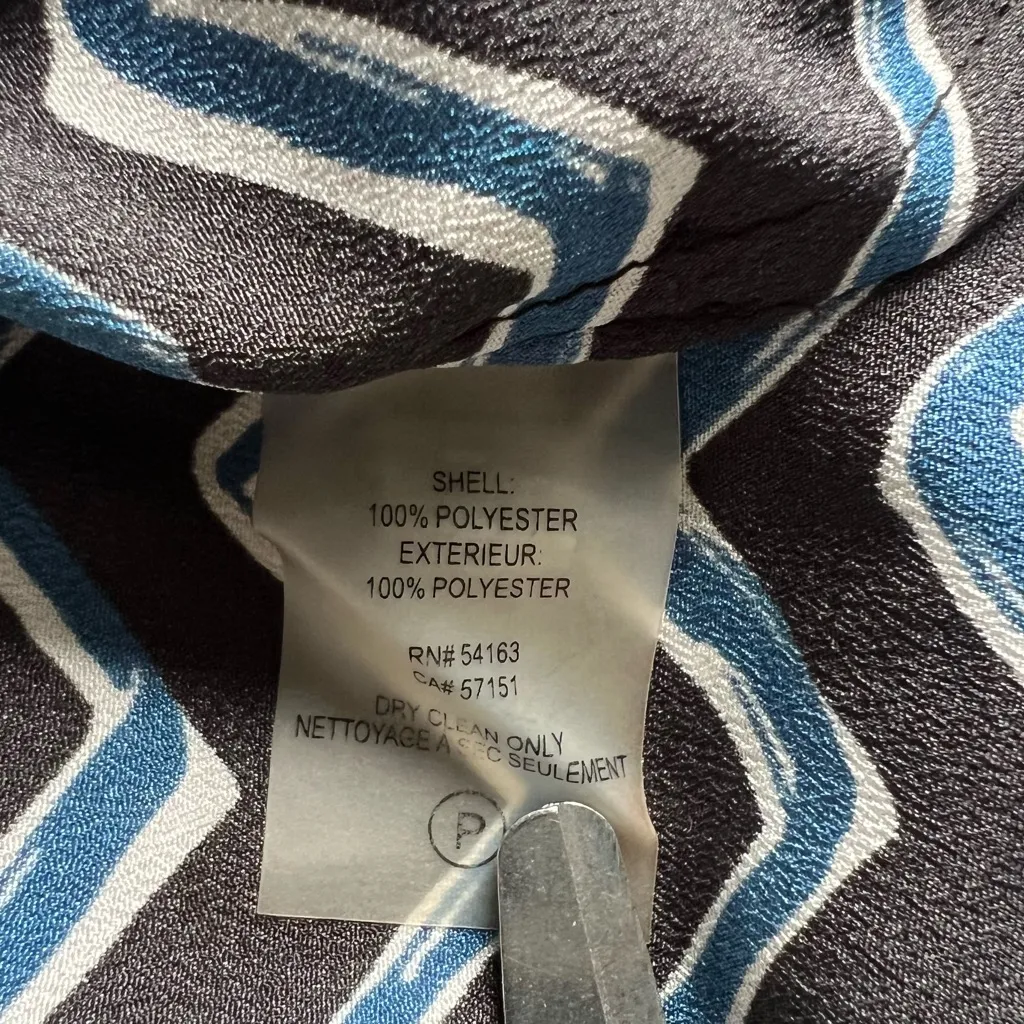 SHELL:
100% POLYESTER
EXTERIEUR:
100% POLYESTER
RN# 54163
CA# 57151
DRY CLEAN ONLY
NETTOYAGE A SEC SEULEMENT
P